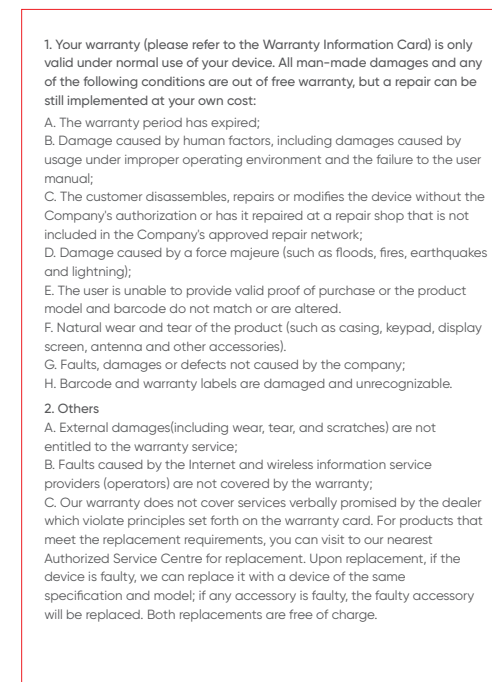 1. Your warranty (please refer to the Warranty Information Card) is only
valid under normal use of your device. All man-made damages and any
of the following conditions are out of free warranty, but a repair can be
still implemented at your own cost:
A. The warranty period has expired;
B. Damage caused by human factors, including damages caused by
usage under improper operating environment and the failure to the user
manual;
C. The customer disassembles, repairs or modifies the device without the
Company's authorization or has it repaired at a repair shop that is not
included in the Company's approved repair network;
D. Damage caused by a force majeure (such as floods, fires, earthquakes
and lightning);
E. The user is unable to provide valid proof of purchase or the product
model and barcode do not match or are altered.
F. Natural wear and tear of the product (such as casing, keypad, display
screen, antenna and other accessories).
G. Faults, damages or defects not caused by the company;
H. Barcode and warranty labels are damaged and unrecognizable.
2. Others
A. External damages(including wear, tear, and scratches) are not
entitled to the warranty service;
B. Faults caused by the Internet and wireless information service
providers (operators) are not covered by the warranty;
C. Our warranty does not cover services verbally promised by the dealer
which violate principles set forth on the warranty card. For products that
meet the replacement requirements, you can visit to our nearest
Authorized Service Centre for replacement. Upon replacement, if the
device is faulty, we can replace it with a device of the same
specification and model; if any accessory is faulty, the faulty accessory
will be replaced. Both replacements are free of charge.